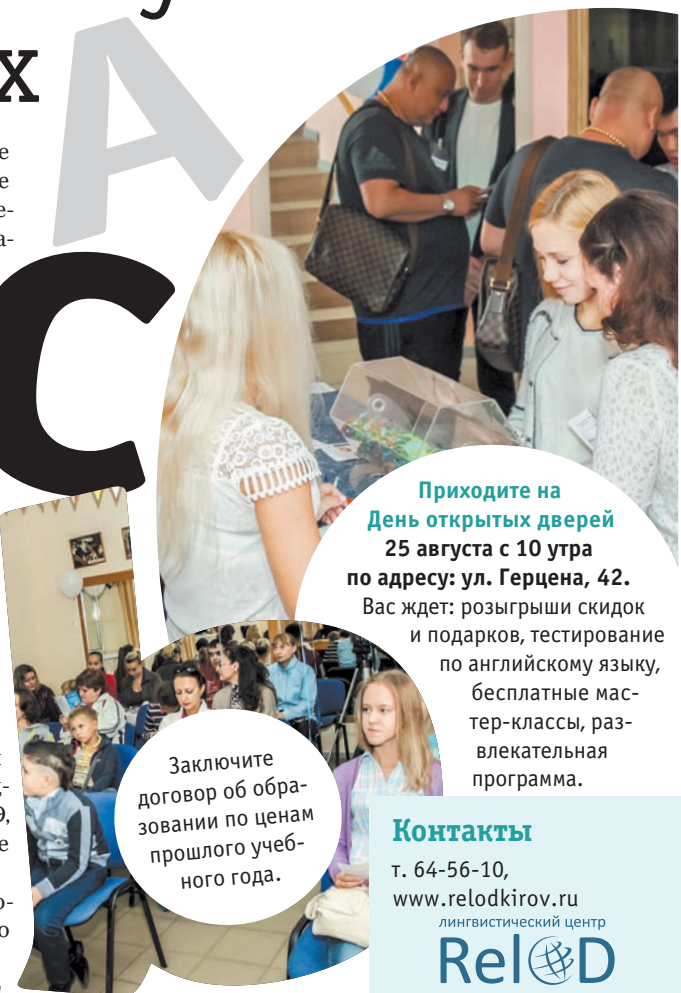 х
А
С
Приходите на
День открытых дверей
25 августа с 10 утра
по адресу: ул. Герцена, 42.
Вас ждет: розыгрыши скидок
и подарков, тестирование
по английскому языку,
бесплатные мас-
тер-классы, раз-
влекательная
программа.
Заключите
договор об обра-
зовании по ценам
прошлого учеб-
ного года.
Контакты
т. 64-56-10,
www.relodkirov.ru
лингвистический центр
RelOD